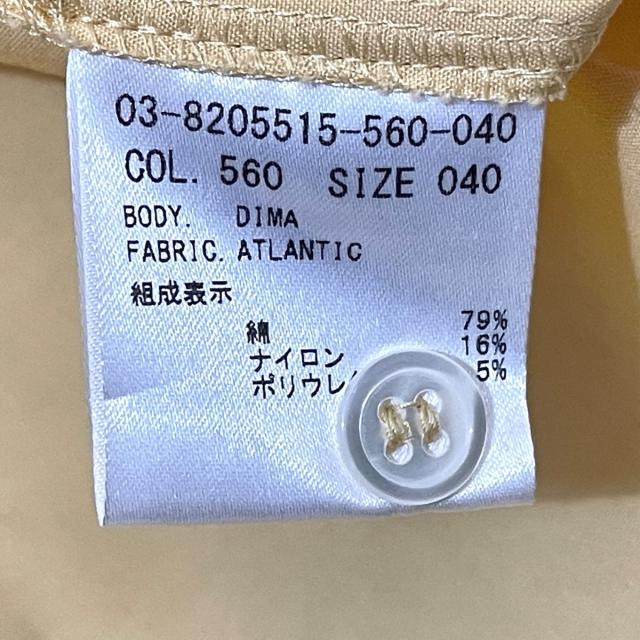 03-8205515-560-040
COL. 560 SIZE 040
BODY. DIMA
FABRIC. ATLANTIC
組成表示
綿 79%
ナイロン 16%
5%